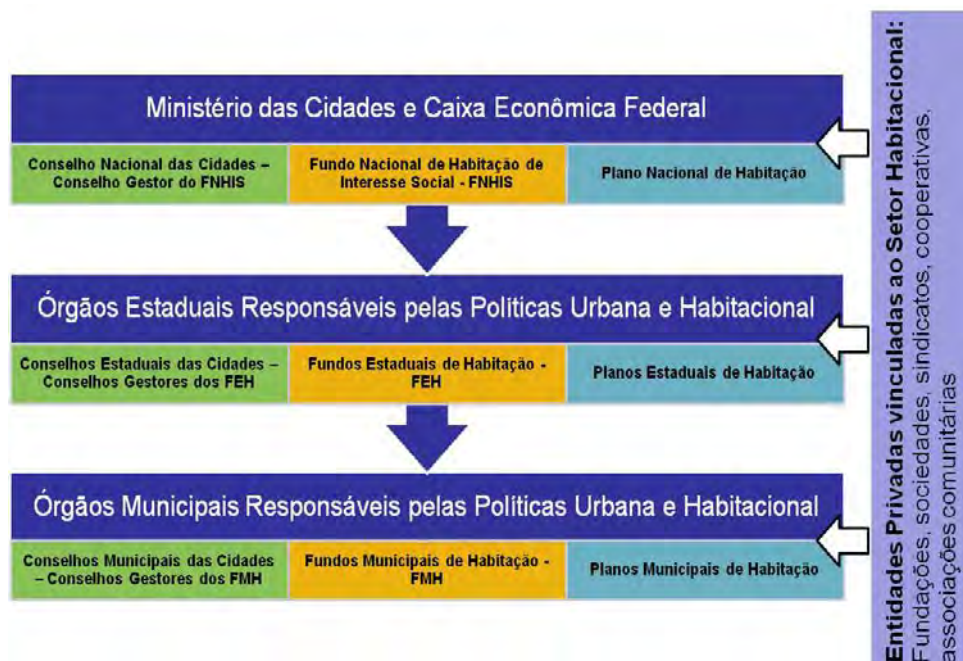 Ministério das Cidades e Caixa Econômica Federal
Conselho Nacional das Cidades –
Conselho Gestor do FNHIS
Fundo Nacional de Habitação de
Interesse Social - FNHIS
Plano Nacional de Habitação
Órgãos Estaduais Responsáveis pelas Políticas Urbana e Habitacional
Conselhos Estaduais das Cidades –
Conselhos Gestores dos FEH
Fundos Estaduais de Habitação -
FEH
Planos Estaduais de Habitação
Órgãos Municipais Responsáveis pelas Políticas Urbana e Habitacional
Conselhos Municipais das Cidades
– Conselhos Gestores dos FMH
Fundos Municipais de Habitação -
FMH
Planos Municipais de Habitação
Entidades Privadas vinculadas ao Setor Habitacional:
Fundações, sociedades, sindicatos, cooperativas,
associações comunitárias